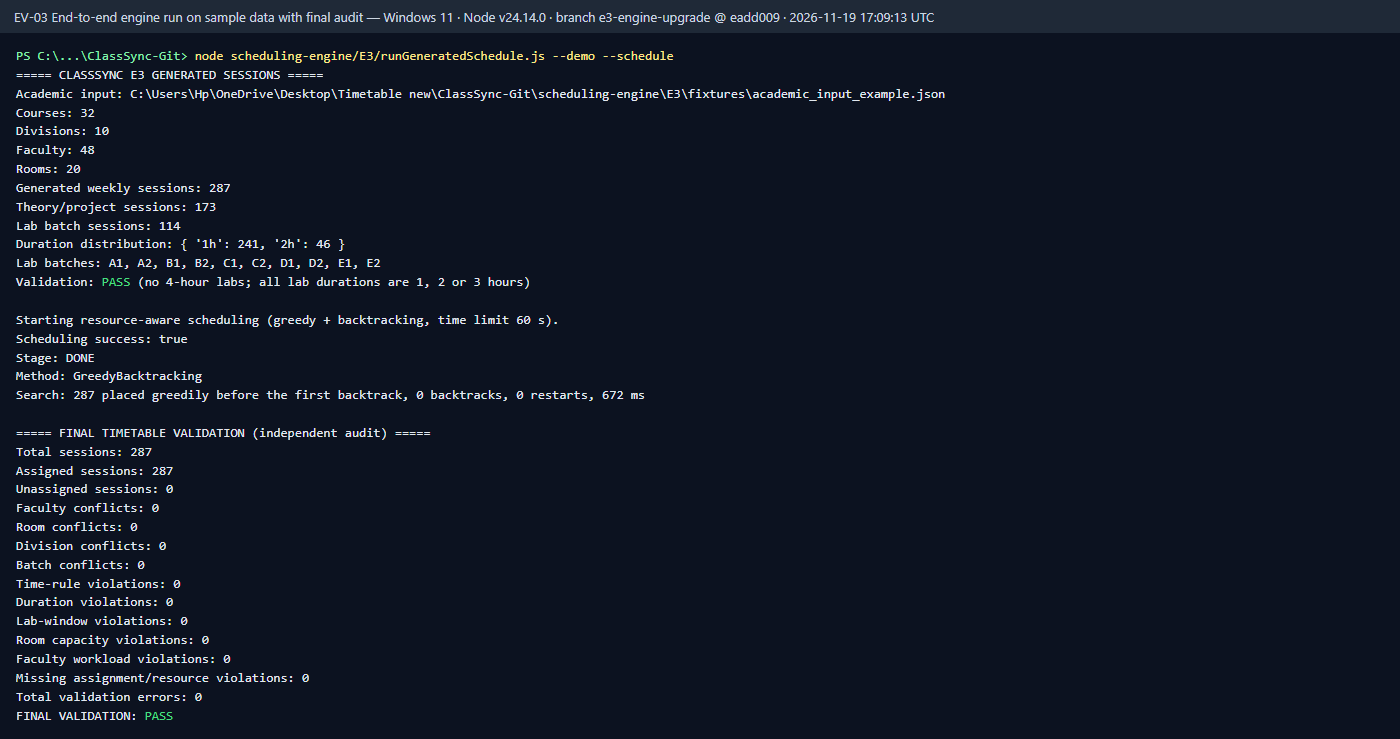 EV-03 End-to-end engine run on sample data with final audit — Windows 11 · Node v24.14.0 · branch e3-engine-upgrade @ eadd009 · 2026-11-19 17:09:13 UTC
PS C:\...\ClassSync-Git> node scheduling-engine/E3/runGeneratedSchedule.js --demo --schedule
===== CLASSSYNC E3 GENERATED SESSIONS =====
Academic input: C:\Users\Hp\OneDrive\Desktop\Timetable new\ClassSync-Git\scheduling-engine\E3\fixtures\academic_input_example.json
Courses: 32
Divisions: 10
Faculty: 48
Rooms: 20
Generated weekly sessions: 287
Theory/project sessions: 173
Lab batch sessions: 114
Duration distribution: { '1h': 241, '2h': 46 }
Lab batches: A1, A2, B1, B2, C1, C2, D1, D2, E1, E2
Validation: PASS (no 4-hour labs; all lab durations are 1, 2 or 3 hours)
Starting resource-aware scheduling (greedy + backtracking, time limit 60 s).
Scheduling success: true
Stage: DONE
Method: GreedyBacktracking
Search: 287 placed greedily before the first backtrack, 0 backtracks, 0 restarts, 672 ms
===== FINAL TIMETABLE VALIDATION (independent audit) =====
Total sessions: 287
Assigned sessions: 287
Unassigned sessions: 0
Faculty conflicts: 0
Room conflicts: 0
Division conflicts: 0
Batch conflicts: 0
Time-rule violations: 0
Duration violations: 0
Lab-window violations: 0
Room capacity violations: 0
Faculty workload violations: 0
Missing assignment/resource violations: 0
Total validation errors: 0
FINAL VALIDATION: PASS